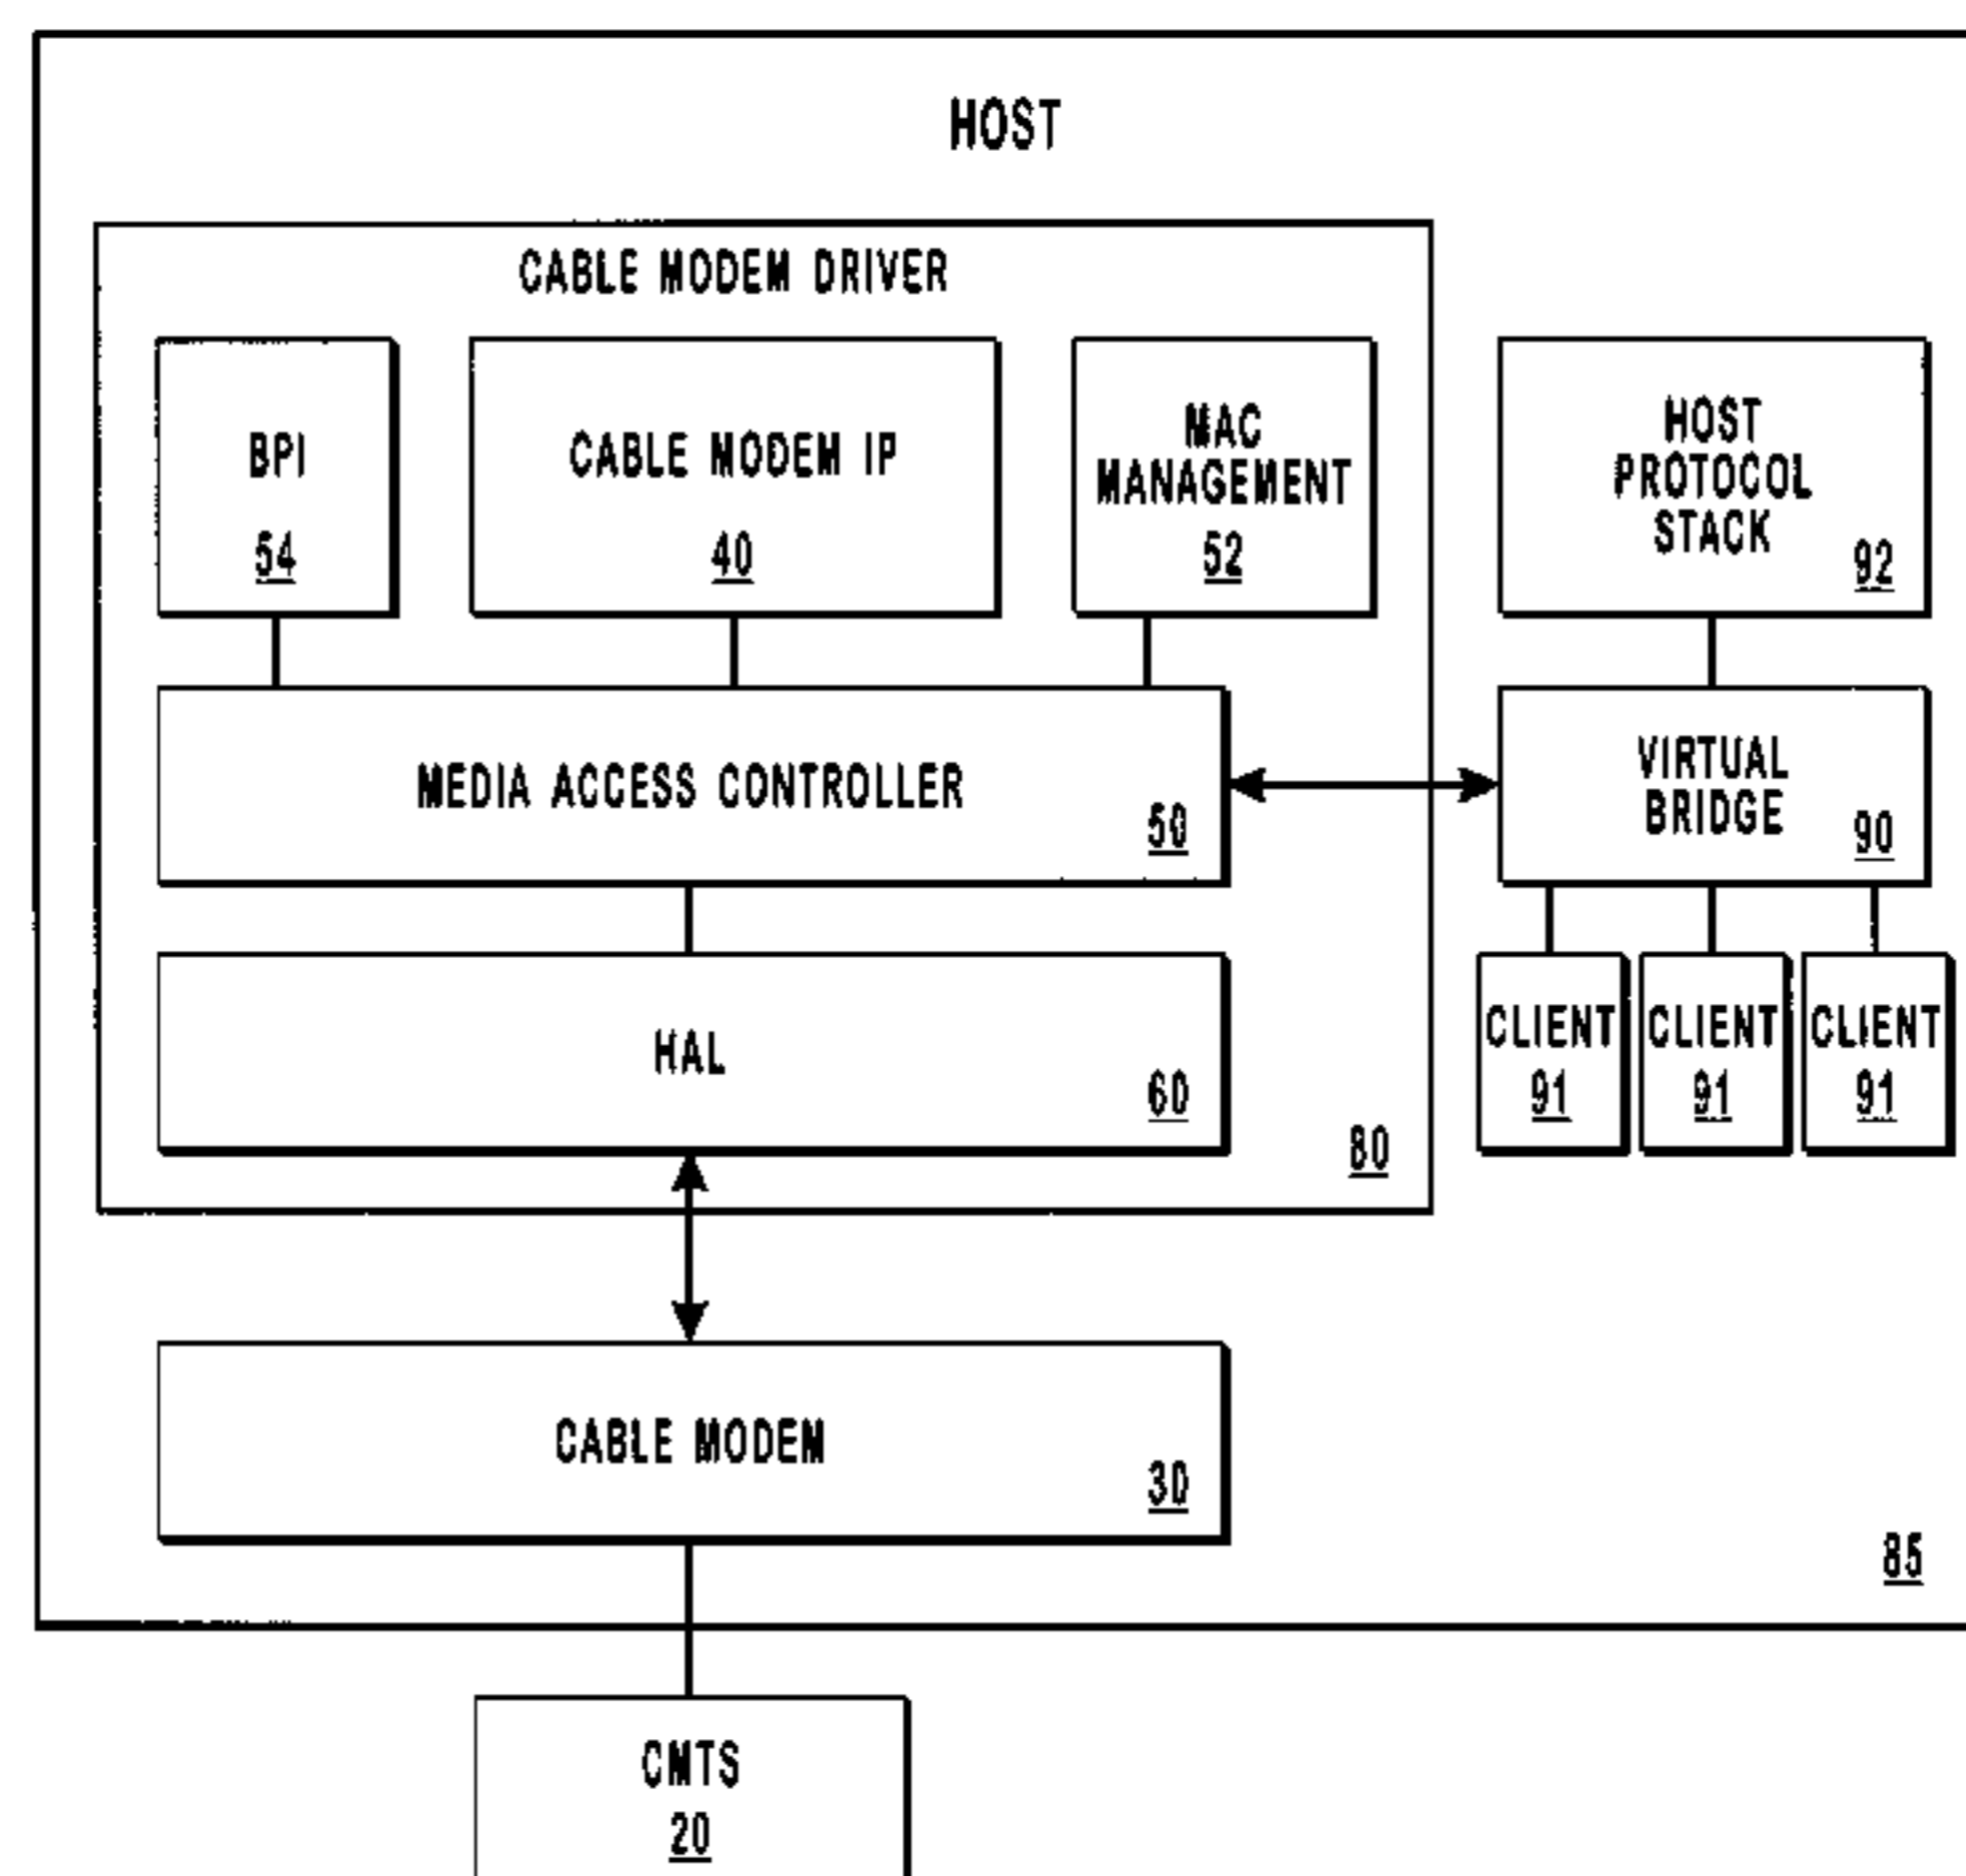 HOST
CABLE MODEM DRIVER
BPI
54
CABLE MODEM IP
40
MAC
MANAGEMENT
52
HOST
PROTOCOL
STACK
92
MEDIA ACCESS CONTROLLER
50
VIRTUAL
BRIDGE
90
HAL
60
CLIENT
91
CLIENT
91
CLIENT
91
80
CABLE MODEM
30
85
CMTS
20